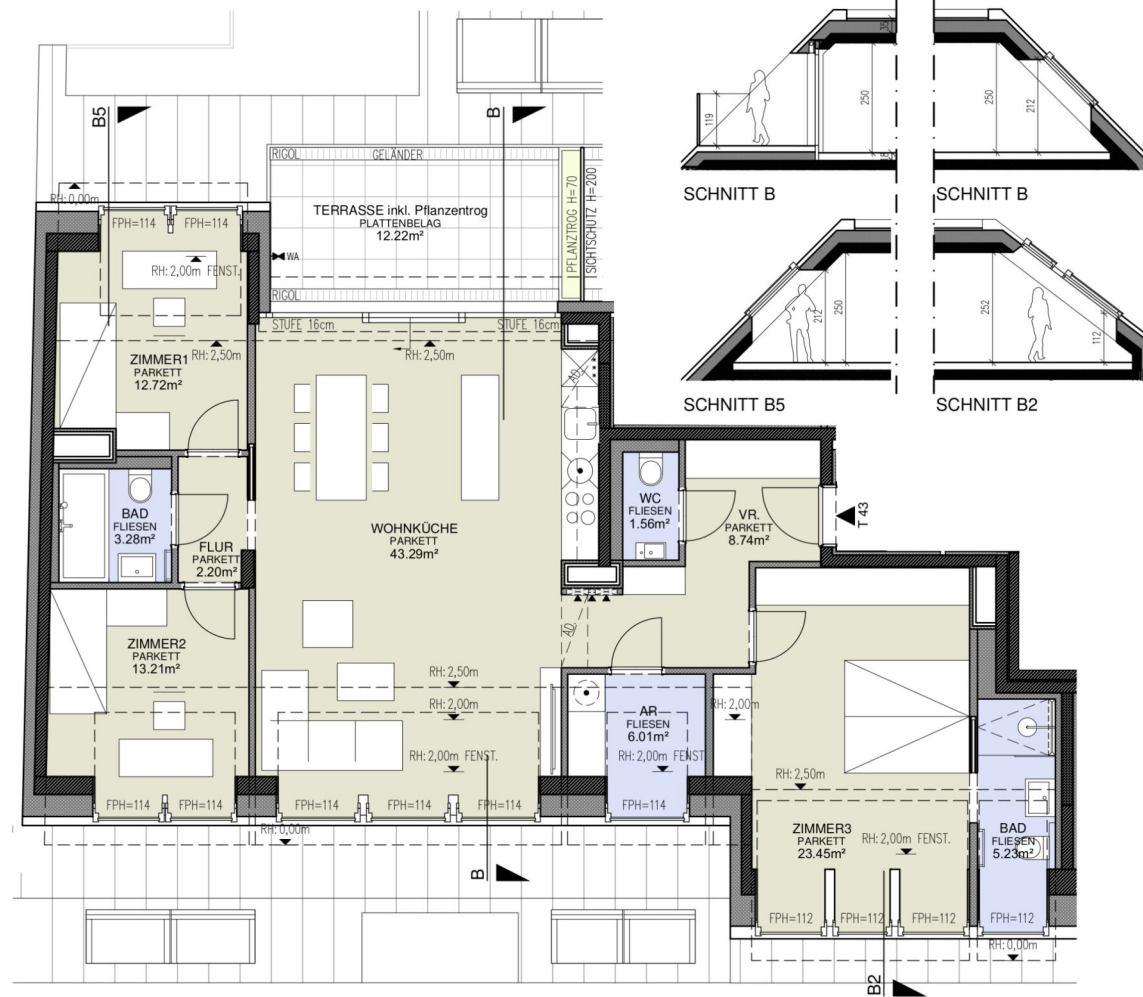 35
119
250
250
212
18
SCHNITT B
SCHNITT B
212
250
252
112
SCHNITT B5
SCHNITT B2
B5
B
RIGOL
GELÄNDER
PFLANZTROG H=70
SICHTSCHUTZ H=200
RH: 0,00m
FPH=114
FPH=114
TERRASSE inkl. Pflanzentrog
PLATTENBELAG
12.22m²
WA
RH: 2,00m FENST.
RIGOL
STUFE 16cm
STUFE 16cm
RH: 2,50m
RH: 2,50m
ZIMMER1
PARKETT
12.72m²
AD
BAD
FLIESEN
3.28m²
FLUR
PARKETT
2.20m²
WOHNKÜCHE
PARKETT
43.29m²
WC
FLIESEN
1.56m²
VR.
PARKETT
8.74m²
T 43
AD
ZIMMER2
PARKETT
13.21m²
RH: 2,50m
RH: 2,00m
RH: 2,00m FENST.
AR
FLIESEN
6.01m²
RH: 2,00m FENST
RH: 2,00m
RH: 2,50m
FPH=114
FPH=114
FPH=114
FPH=114
FPH=114
FPH=114
RH: 0,00m
ZIMMER3
PARKETT
23.45m²
RH: 2,00m FENST.
BAD
FLIESEN
5.23m²
B
FPH=112
FPH=112
FPH=112
FPH=112
RH: 0,00m
B2